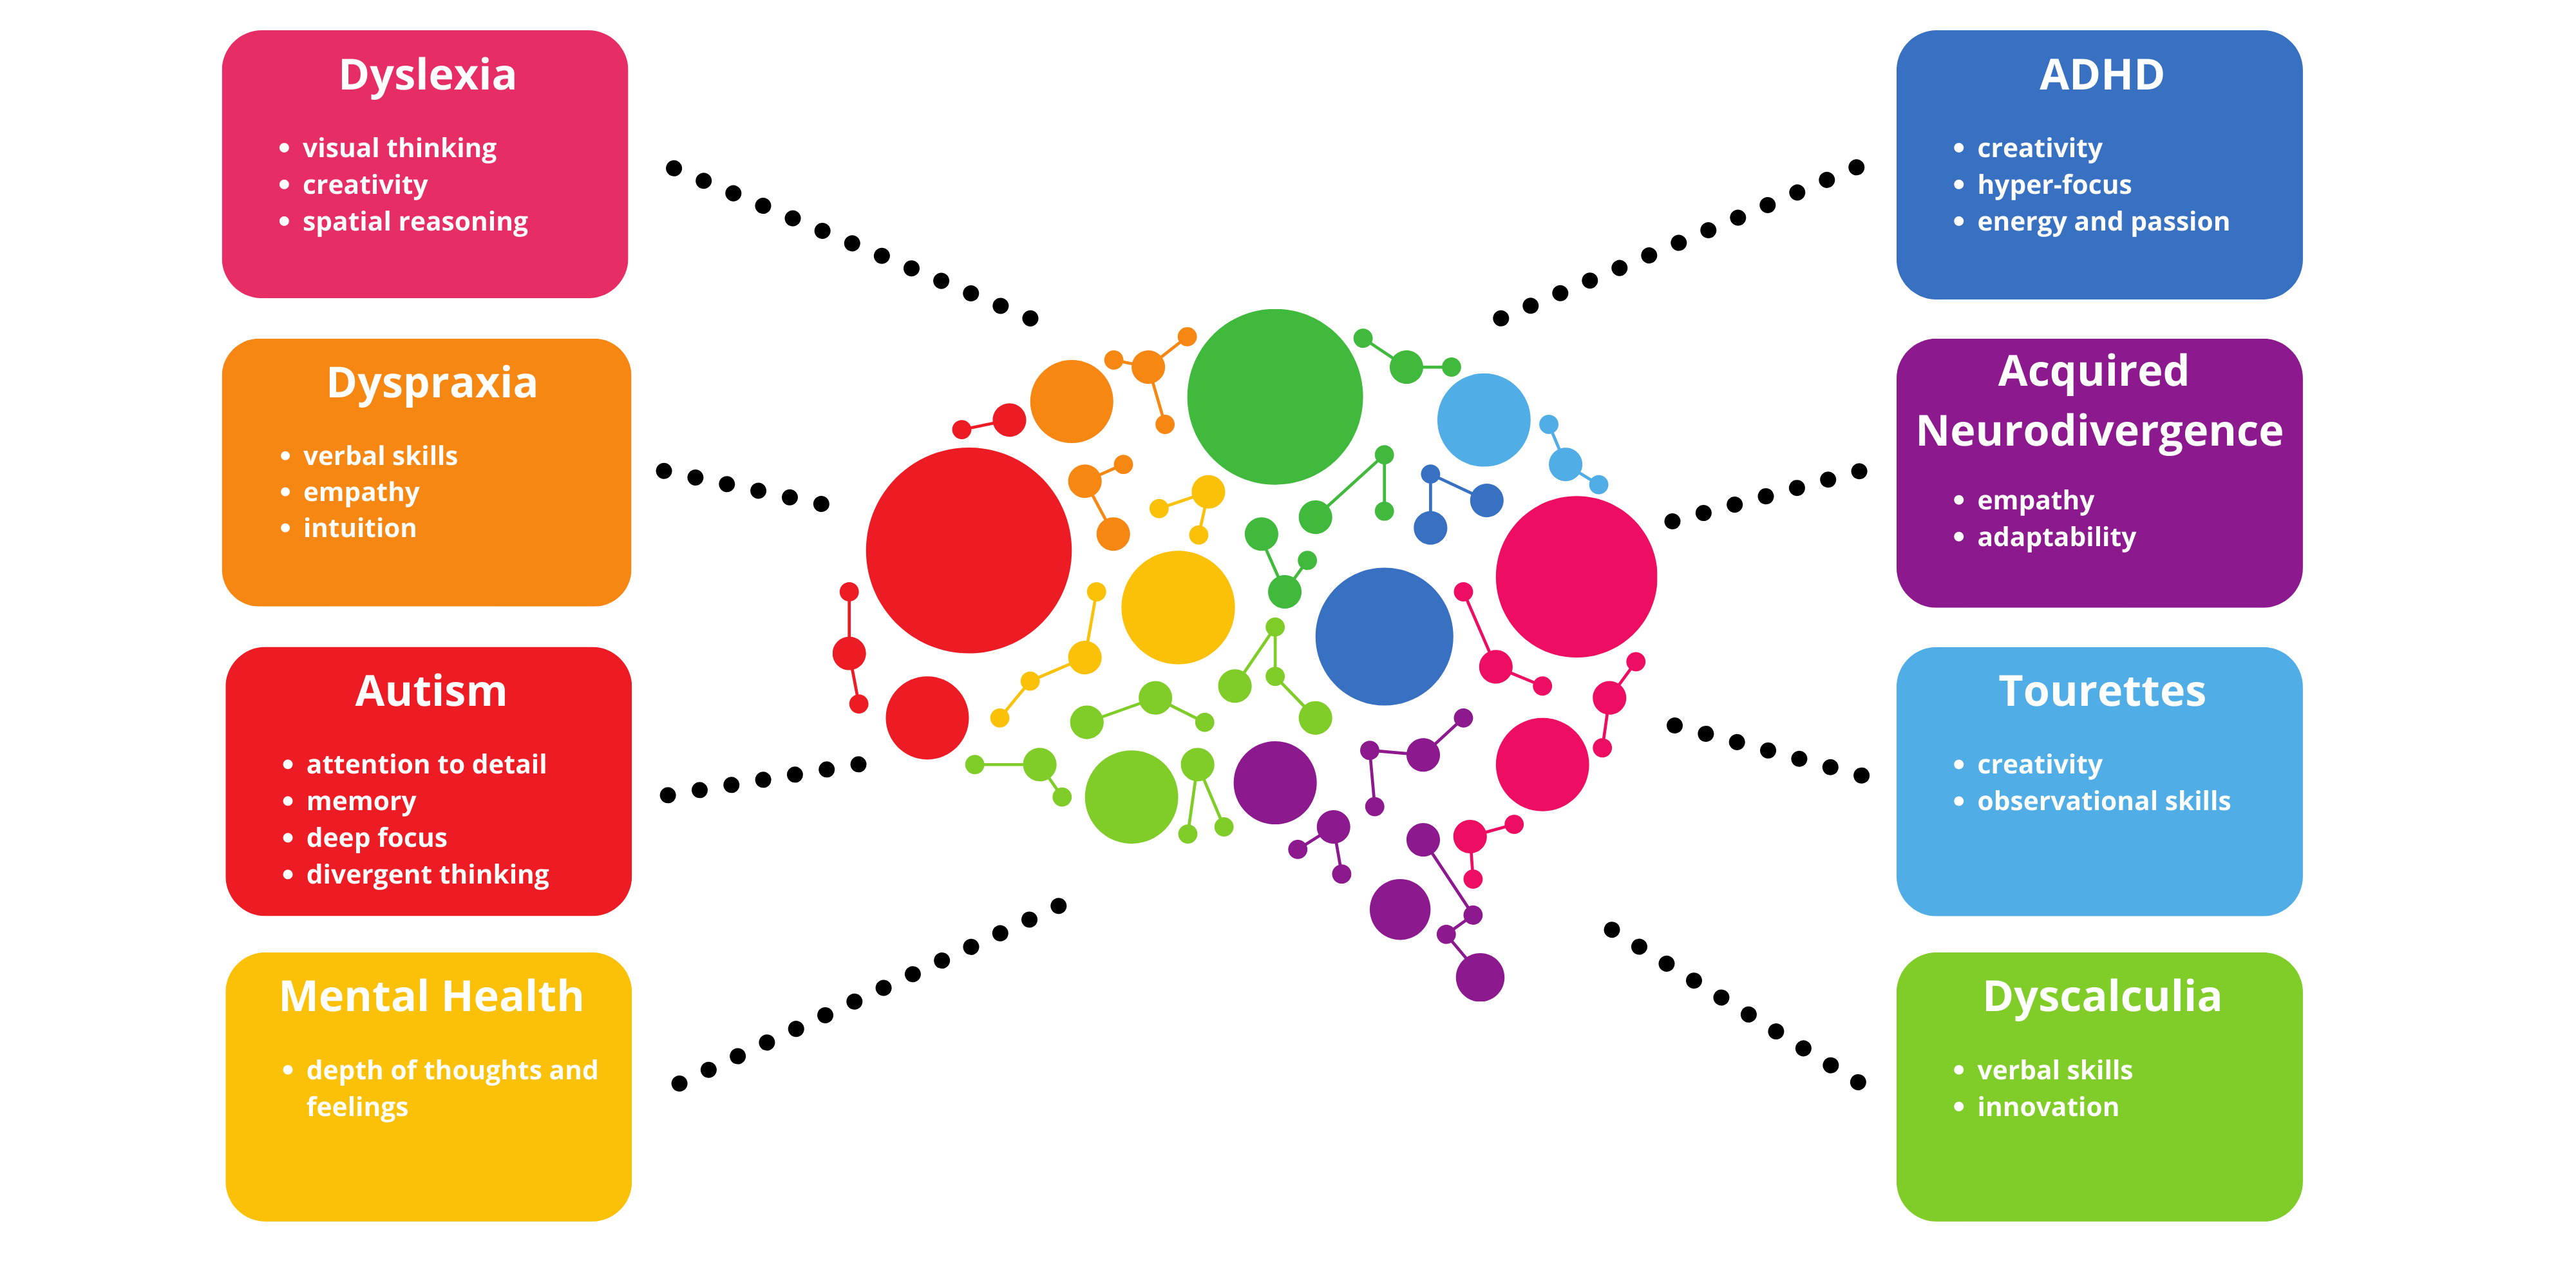 Dyslexia
• visual thinking
• creativity
• spatial reasoning
Dyspraxia
• verbal skills
• empathy
• intuition
Autism
• attention to detail
• memory
• deep focus
• divergent thinking
Mental Health
• depth of thoughts and
feelings
ADHD
• creativity
• hyper-focus
• energy and passion
Acquired
Neurodivergence
• empathy
• adaptability
Tourettes
• creativity
• observational skills
Dyscalculia
• verbal skills
• innovation